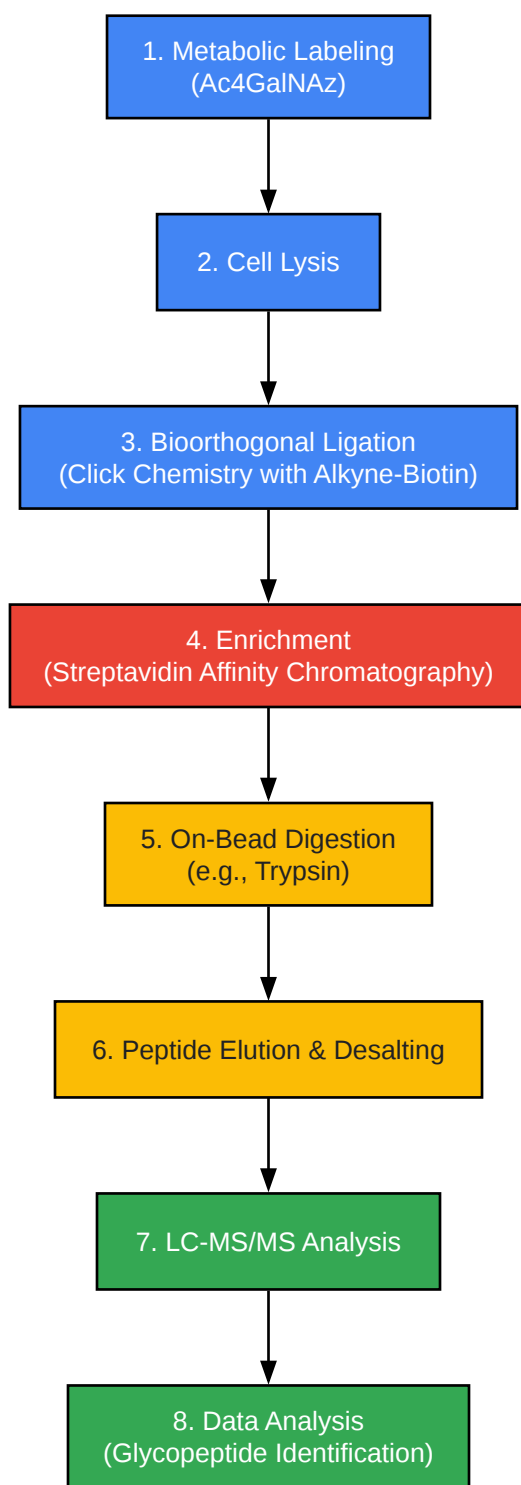 1. Metabolic Labeling
(Ac4GalNAz)
2. Cell Lysis
3. Bioorthogonal Ligation
(Click Chemistry with Alkyne-Biotin)
4. Enrichment
(Streptavidin Affinity Chromatography)
5. On-Bead Digestion
(e.g., Trypsin)
6. Peptide Elution & Desalting
7. LC-MS/MS Analysis
8. Data Analysis
(Glycopeptide Identification)